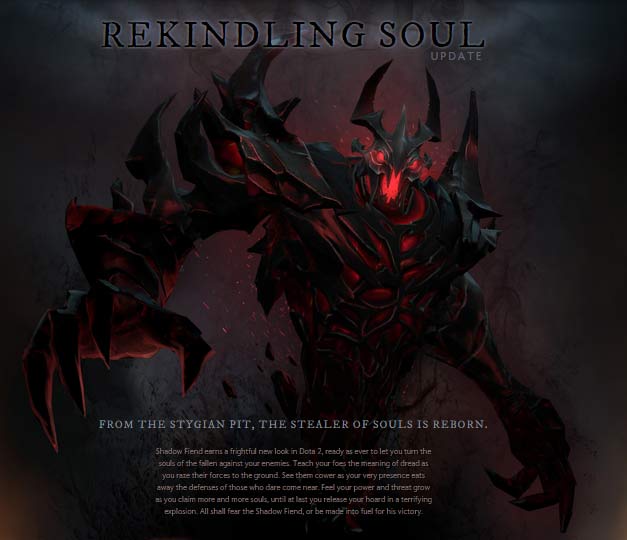 REKINDLING SOUL
UPDATE
FROM THE STYGIAN PIT, THE STEALER OF SOULS IS REBORN.
Shadow Fiend earns a frightful new look in Dota 2, ready as ever to let you turn the
souls of the fallen against your enemies. Teach your foes the meaning of dread as
you raze their forces to the ground. See them cower as your very presence eats
away the defenses of those who dare come near. Feel your power and threat grow
as you claim more and more souls, until at last you release your hoard in a terrifying
explosion. All shall fear the Shadow Fiend, or be made into fuel for his victory.